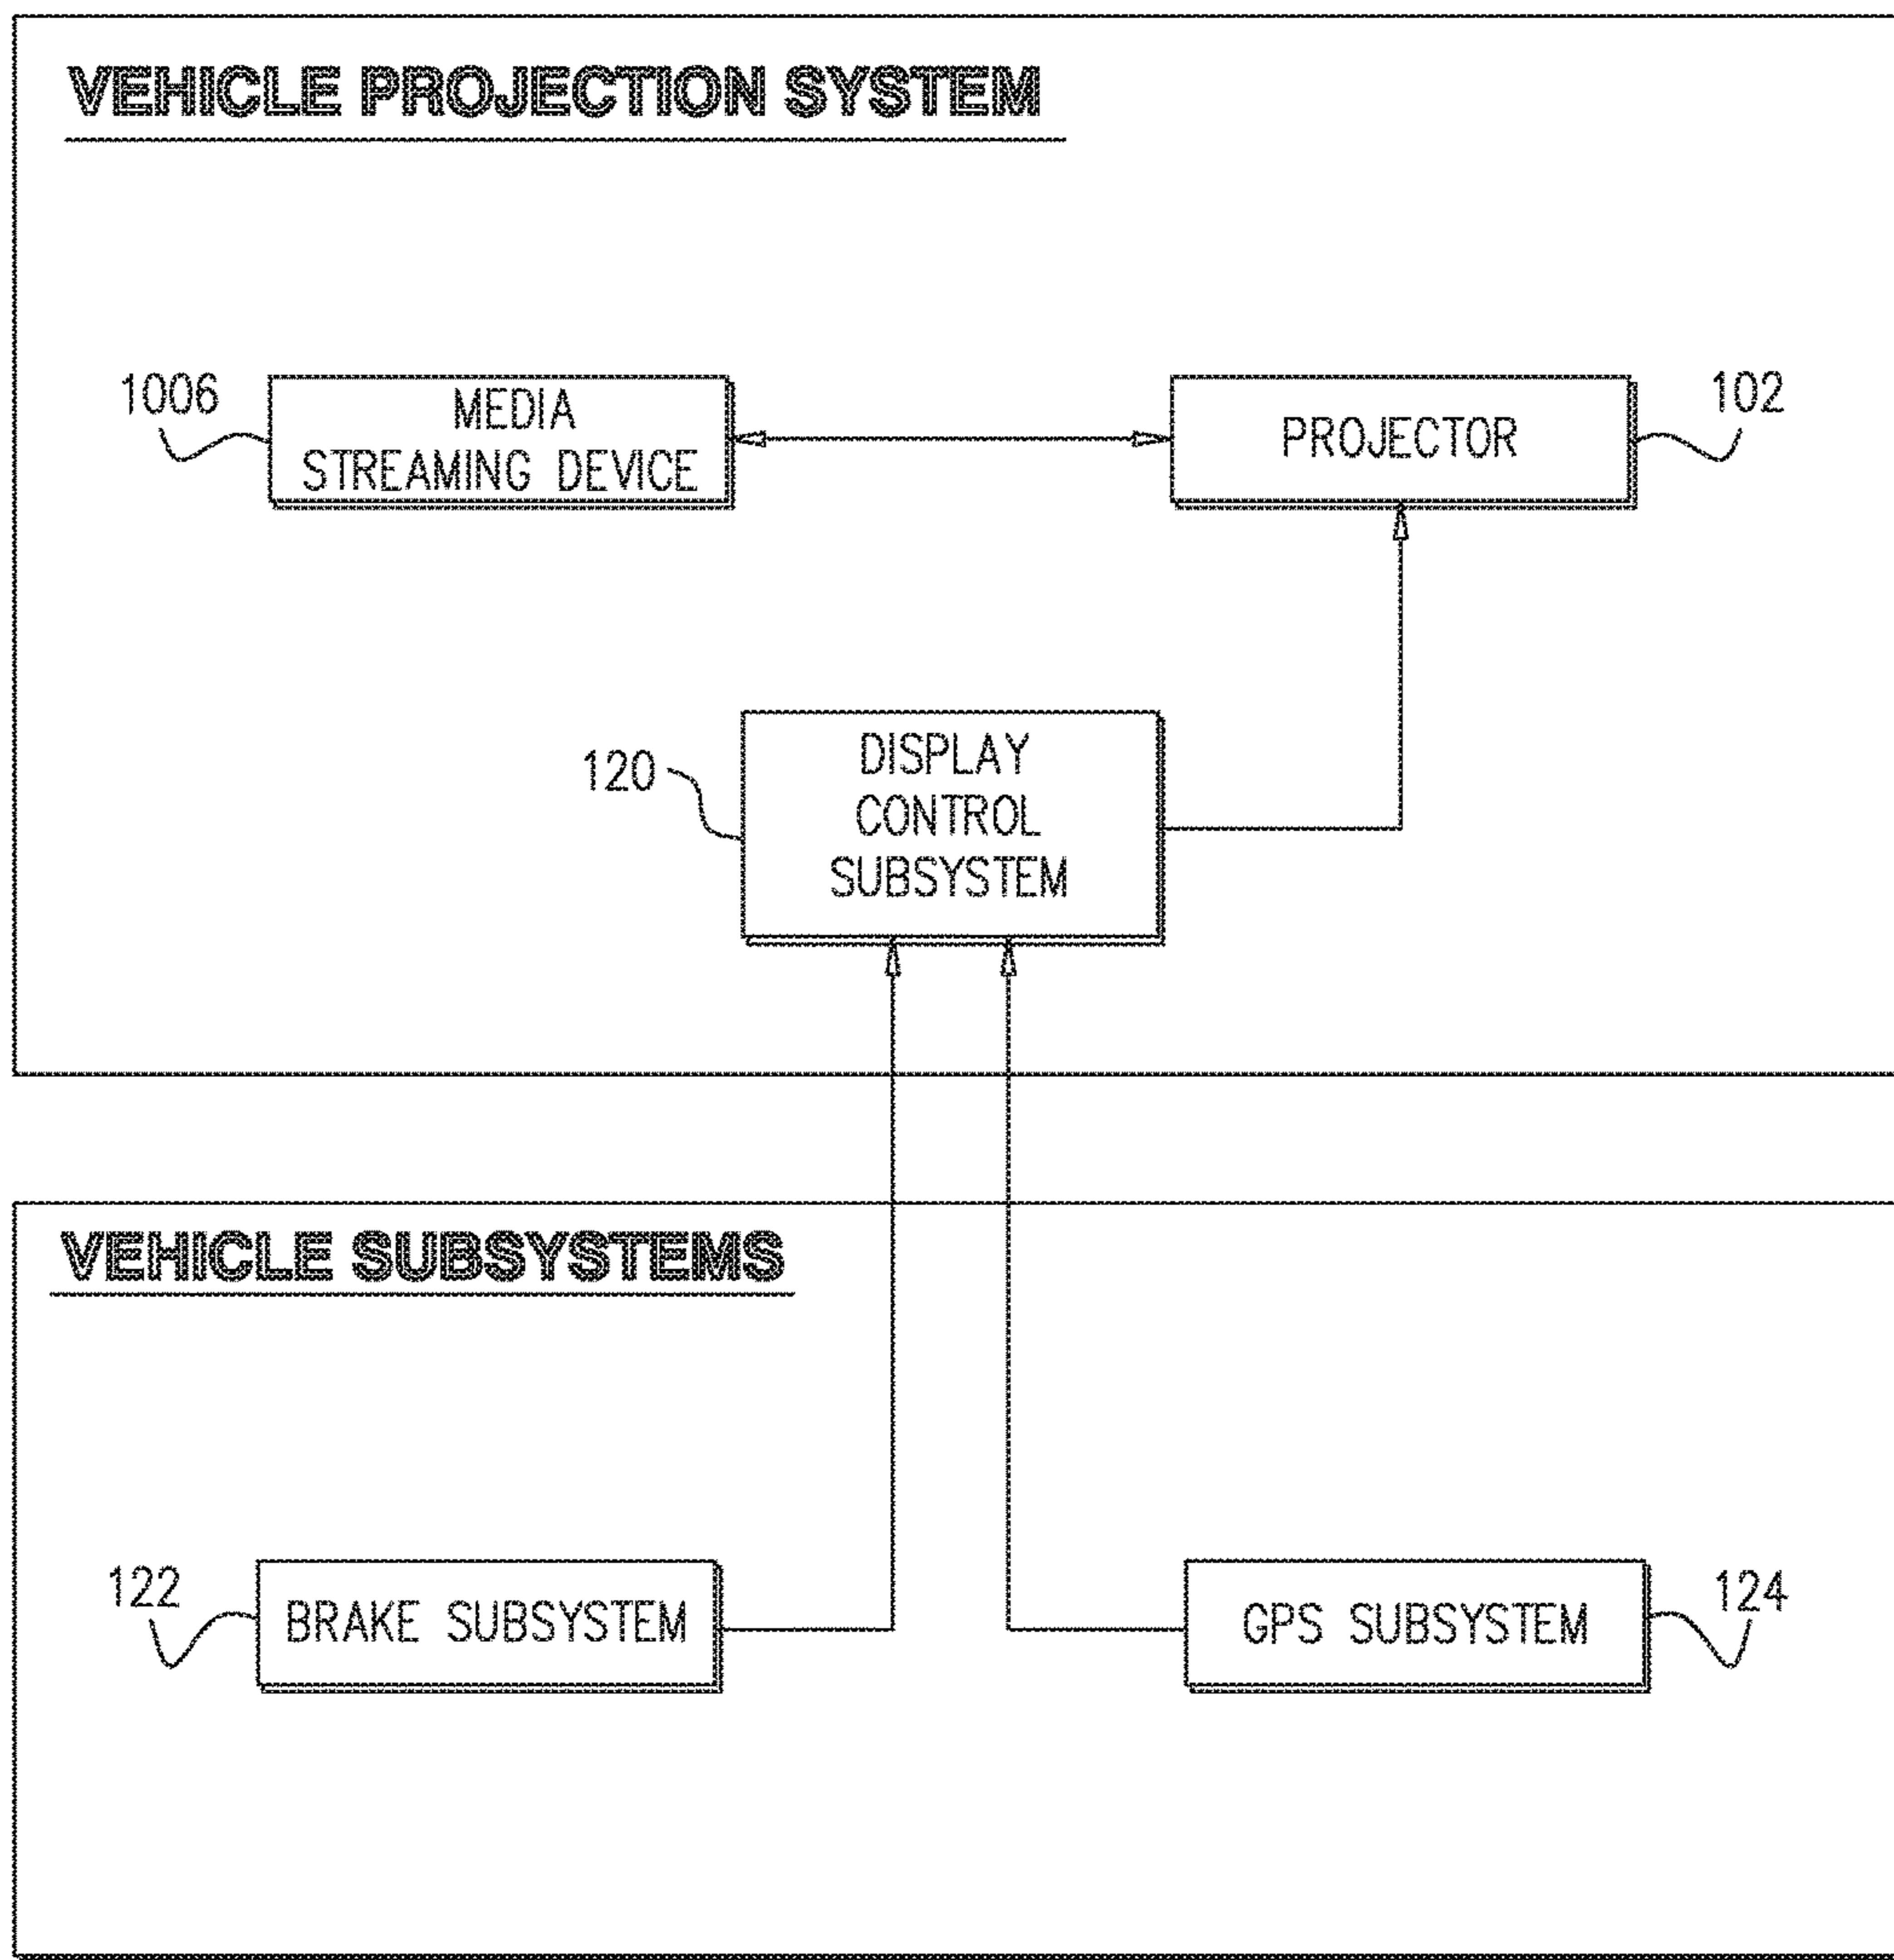 VEHICLE PROJECTION SYSTEM
1006
MEDIA
STREAMING DEVICE
PROJECTOR
102
120
DISPLAY
CONTROL
SUBSYSTEM
VEHICLE SUBSYSTEMS
122
BRAKE SUBSYSTEM
GPS SUBSYSTEM
124